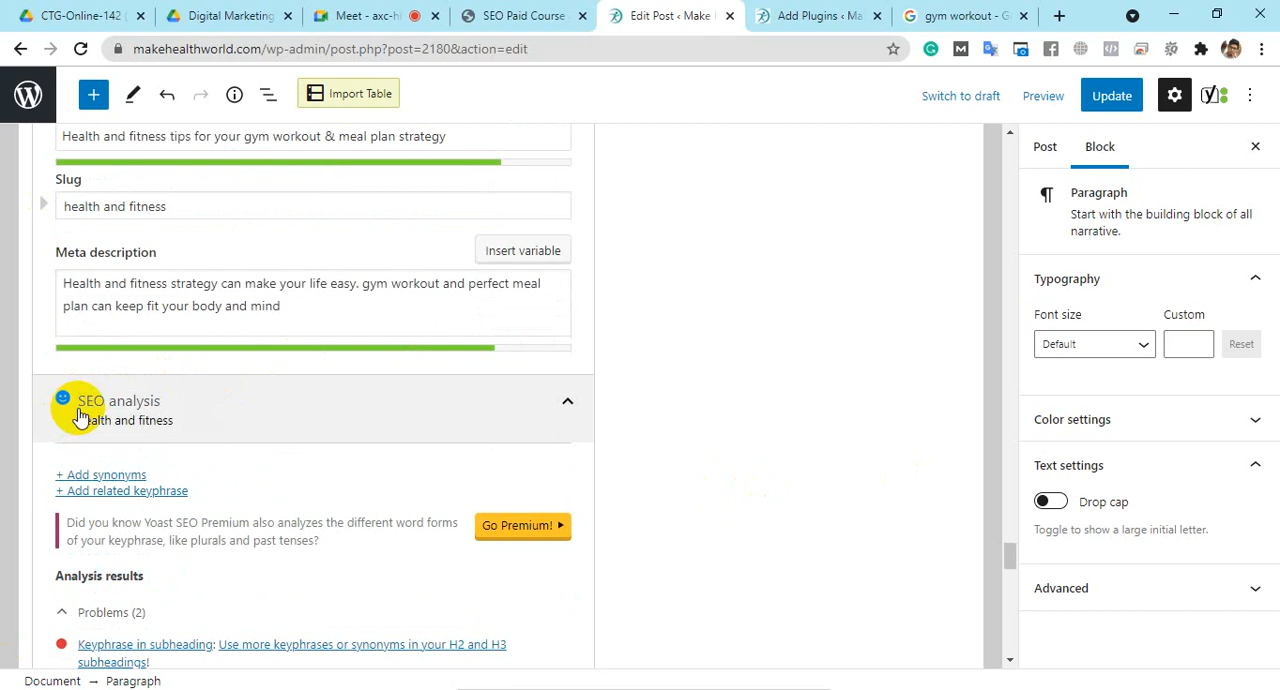 CTG-Online-142
Digital Marketing
Meet - axc-hi
SEO Paid Course
Edit Post ‹ Make
Add Plugins ‹ Ma
gym workout - G
makehealthworld.com/wp-admin/post.php?post=2180&action=edit
Import Table
Switch to draft
Preview
Update
Health and fitness tips for your gym workout & meal plan strategy
Slug
health and fitness
Meta description
Insert variable
Health and fitness strategy can make your life easy. gym workout and perfect meal
plan can keep fit your body and mind
SEO analysis
health and fitness
+ Add synonyms
+ Add related keyphrase
Did you know Yoast SEO Premium also analyzes the different word forms
of your keyphrase, like plurals and past tenses?
Go Premium!
Analysis results
Problems (2)
Keyphrase in subheading: Use more keyphrases or synonyms in your H2 and H3
subheadings!
Document → Paragraph
Post
Block
Paragraph
Start with the building block of all
narrative.
Typography
Font size
Custom
Default
Reset
Color settings
Text settings
Drop cap
Toggle to show a large initial letter.
Advanced